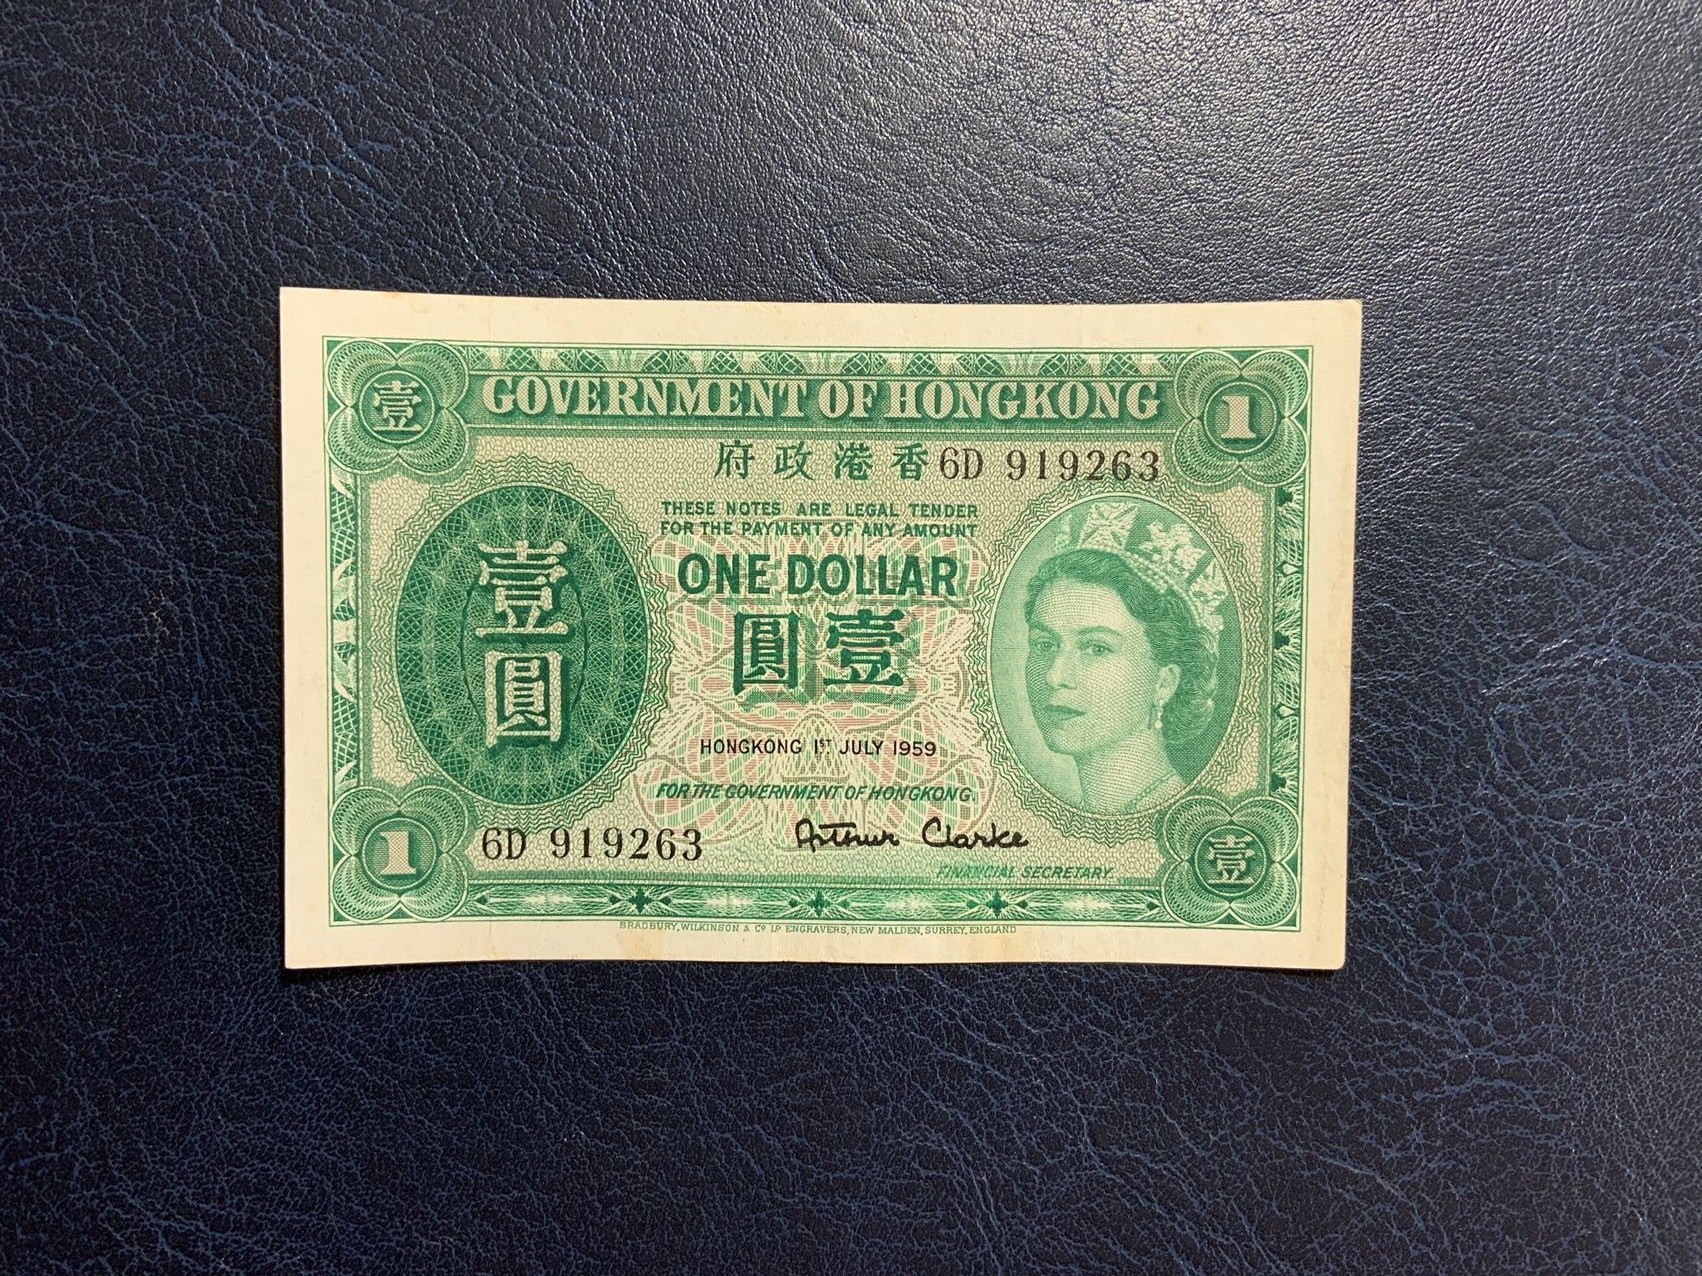 壹 GOVERNMENT OF HONGKONG 1
府政港香 6D 919263
THESE NOTES ARE LEGAL TENDER
FOR THE PAYMENT OF ANY AMOUNT
ONE DOLLAR
圓壹
壹圓
HONGKONG 1ST JULY 1959
FOR THE GOVERNMENT OF HONGKONG.
1 6D 919263 Arthur Clarke 壹
FINANCIAL SECRETARY
BRADBURY, WILKINSON & Co. LD. ENGRAVERS, NEW MALDEN, SURREY, ENGLAND